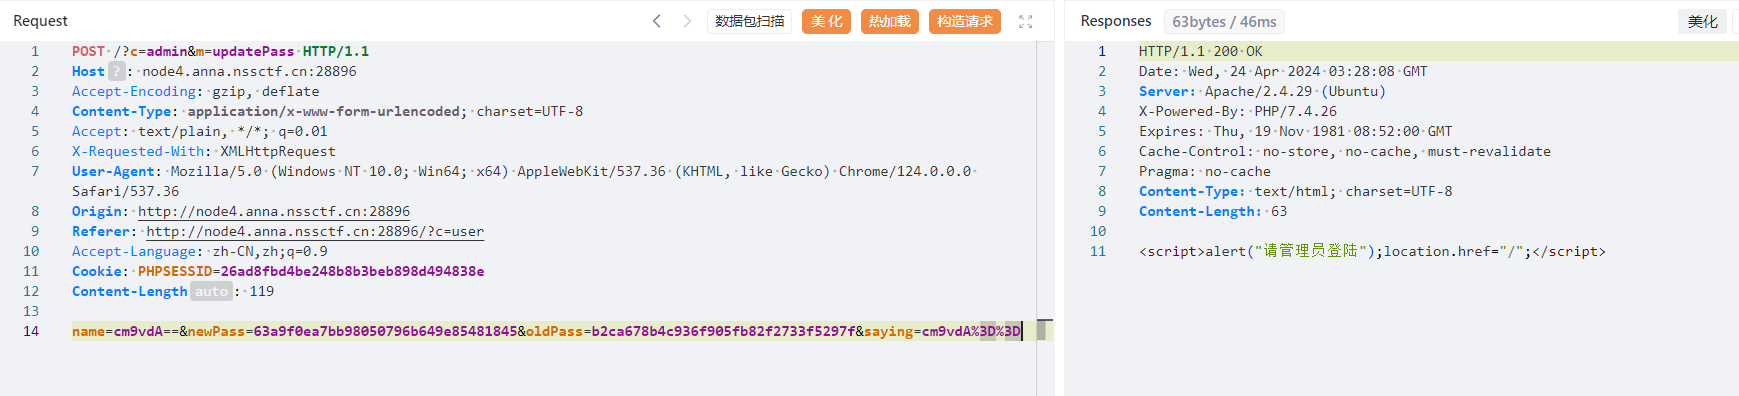 Request
数据包扫描
美化
热加载
构造请求
1 POST /?c=admin&m=updatePass HTTP/1.1
2 Host ? : node4.anna.nssctf.cn:28896
3 Accept-Encoding: gzip, deflate
4 Content-Type: application/x-www-form-urlencoded; charset=UTF-8
5 Accept: text/plain, */*; q=0.01
6 X-Requested-With: XMLHttpRequest
7 User-Agent: Mozilla/5.0 (Windows NT 10.0; Win64; x64) AppleWebKit/537.36 (KHTML, like Gecko) Chrome/124.0.0.0
Safari/537.36
8 Origin: http://node4.anna.nssctf.cn:28896
9 Referer: http://node4.anna.nssctf.cn:28896/?c=user
10 Accept-Language: zh-CN,zh;q=0.9
11 Cookie: PHPSESSID=26ad8fbd4be248b8b3beb898d494838e
12 Content-Length auto : 119
13
14 name=cm9vdA==&newPass=63a9f0ea7bb98050796b649e85481845&oldPass=b2ca678b4c936f905fb82f2733f5297f&saying=cm9vdA%3D%3D
Responses
63bytes / 46ms
美化
1 HTTP/1.1 200 OK
2 Date: Wed, 24 Apr 2024 03:28:08 GMT
3 Server: Apache/2.4.29 (Ubuntu)
4 X-Powered-By: PHP/7.4.26
5 Expires: Thu, 19 Nov 1981 08:52:00 GMT
6 Cache-Control: no-store, no-cache, must-revalidate
7 Pragma: no-cache
8 Content-Type: text/html; charset=UTF-8
9 Content-Length: 63
10
11 <script>alert("请管理员登陆");location.href="/";</script>